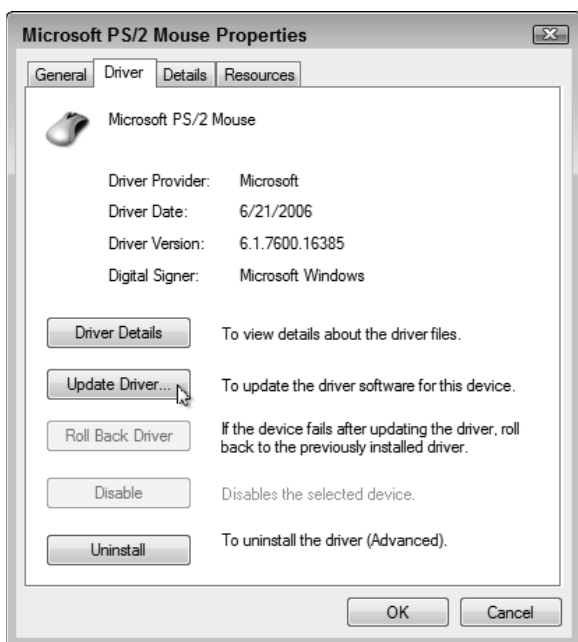 Microsoft PS/2 Mouse Properties
General Driver Details Resources
Microsoft PS/2 Mouse
Driver Provider: Microsoft
Driver Date: 6/21/2006
Driver Version: 6.1.7600.16385
Digital Signer: Microsoft Windows
Driver Details To view details about the driver files.
Update Driver... To update the driver software for this device.
Roll Back Driver If the device fails after updating the driver, roll
back to the previously installed driver.
Disable Disables the selected device.
Uninstall To uninstall the driver (Advanced).
OK Cancel